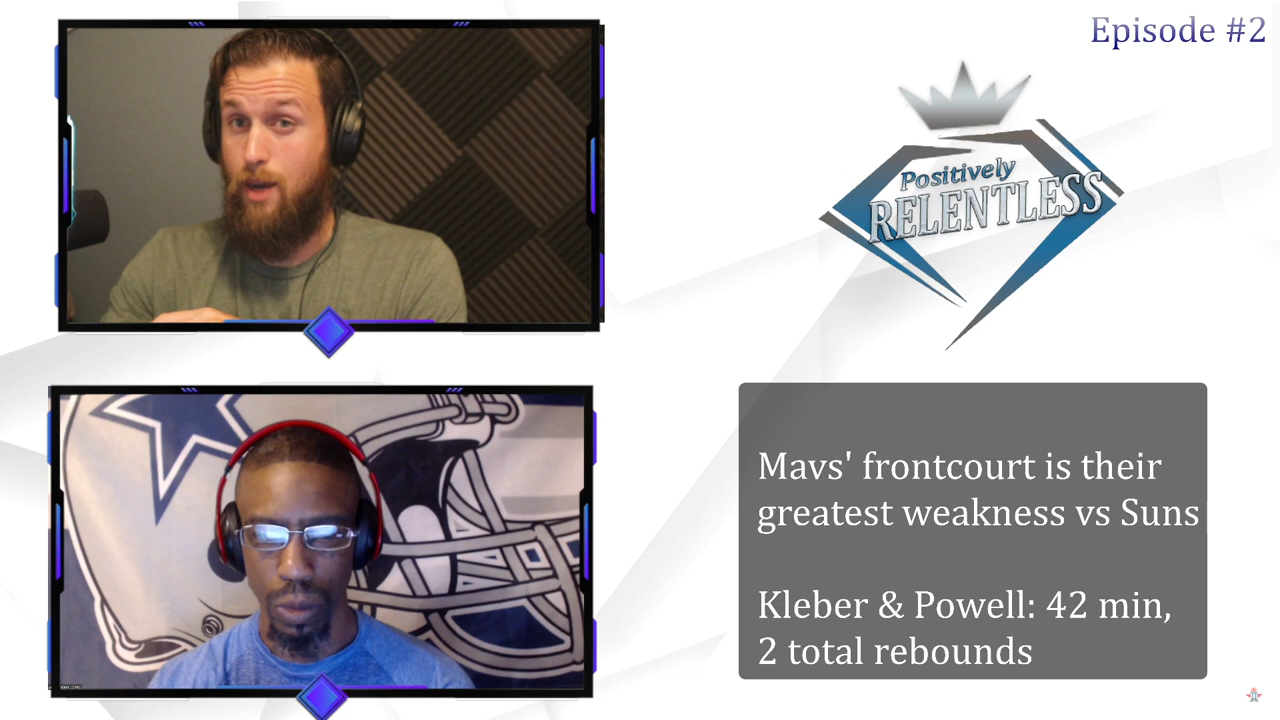 Episode #2
Positively
RELENTLESS
Mavs' frontcourt is their
greatest weakness vs Suns
Kleber & Powell: 42 min,
2 total rebounds